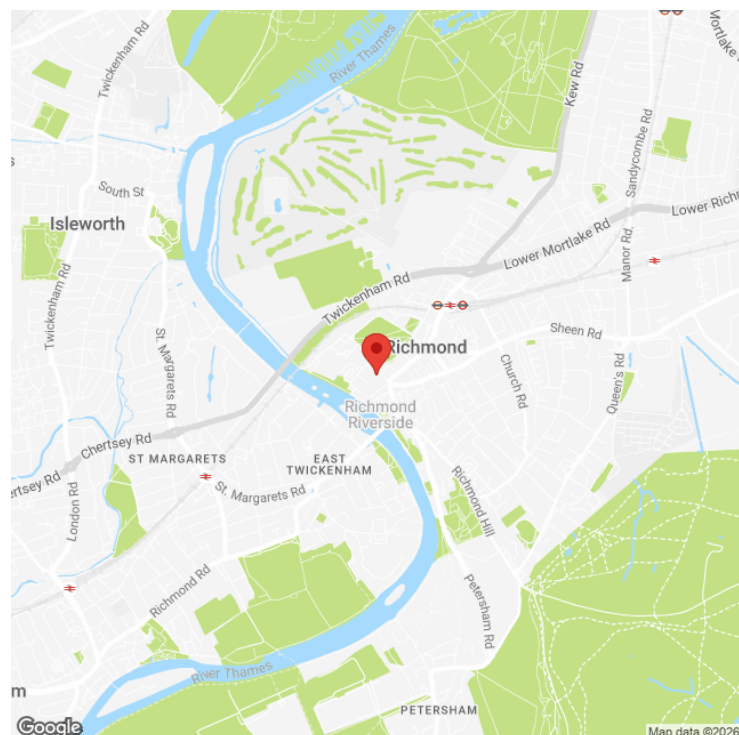 Mortlake Rd
River Thames
Twickenham Rd
Kew Rd
Sandycombe Rd
South St
Isleworth
Lower Richm
Lower Mortlake Rd
Manor Rd.
Twickenham Rd
Twickenham Rd
St. Margarets Rd
Richmond
Sheen Rd
Church Rd
Queen's Rd
Richmond
Riverside
Chertsey Rd
ST MARGARETS
EAST
TWICKENHAM
hertsey Rd
London Rd
St. Margarets Rd
Richmond Hill
Richmond Rd
Petersham Rd
River Thames
m
PETERSHAM
Google
Map data ©2026